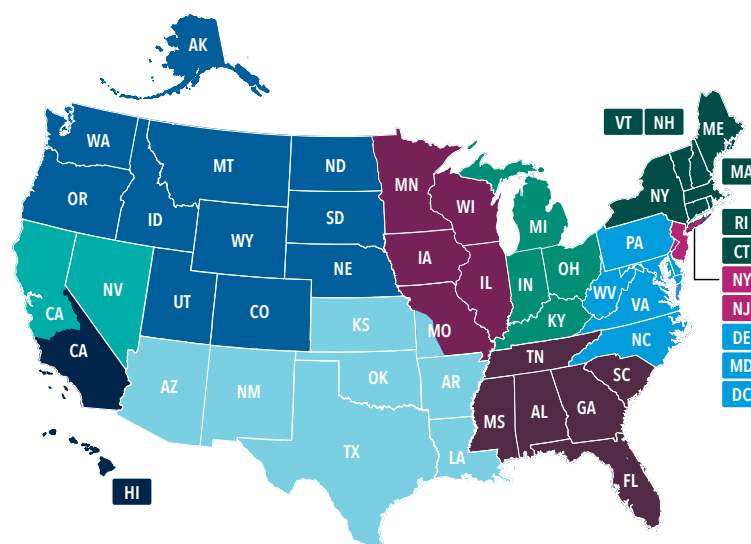 AK
WA
MT
ND
MN
VT
NH
ME
OR
ID
WY
SD
WI
MI
NY
MA
NE
IA
PA
RI
CT
NV
UT
CO
IL
IN
OH
WV
VA
NY
CA
CA
KS
MO
KY
NJ
NC
DE
AZ
NM
OK
AR
TN
SC
MD
TX
MS
AL
GA
DC
LA
FL
HI